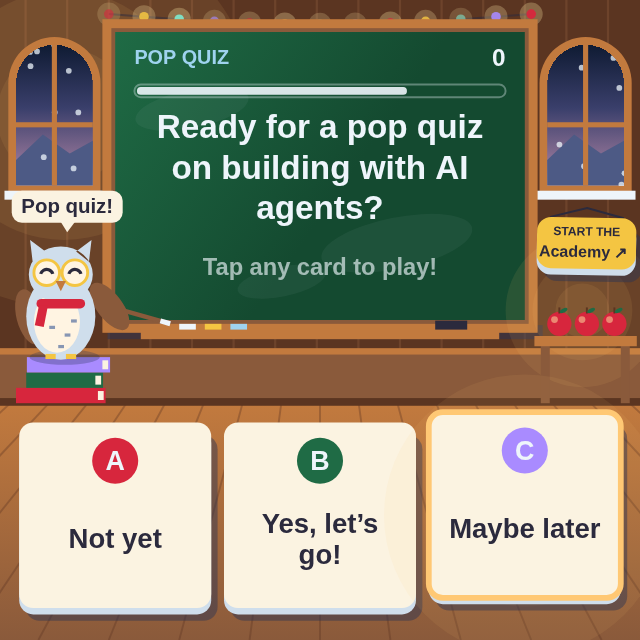 POP QUIZ
0
Ready for a pop quiz
on building with AI
agents?
Tap any card to play!
Pop quiz!
START THE
Academy ↗
A
Not yet
B
Yes, let’s
go!
C
Maybe later